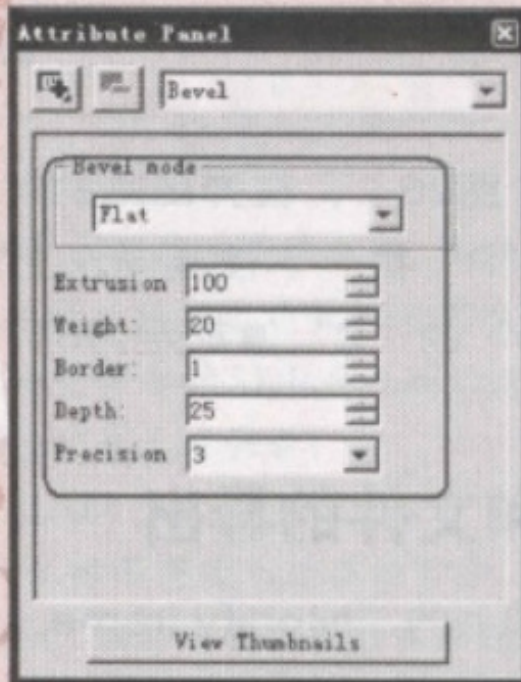 Attribute Panel
Bevel
Bevel mode
Flat
Extrusion 100
Weight: 20
Border: 1
Depth: 25
Precision 3
View Thumbnails